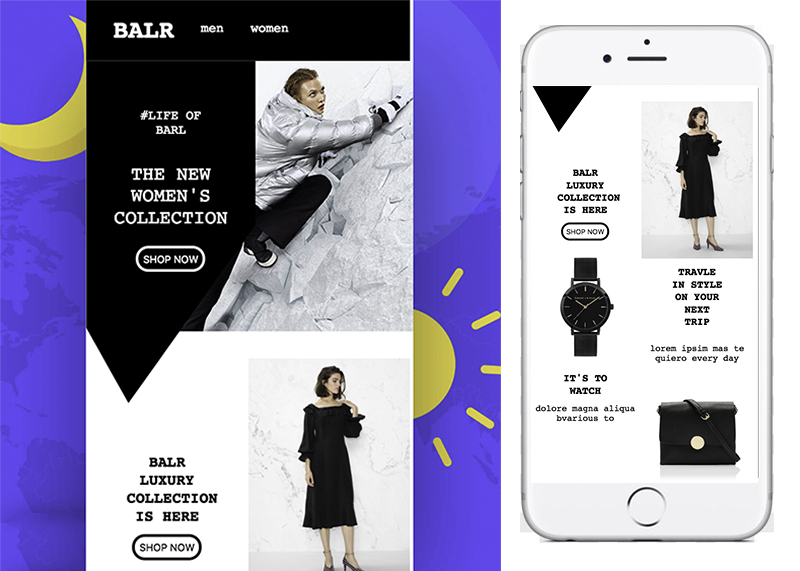 BALR men women
#LIFE OF
BARL
THE NEW
WOMEN'S
COLLECTION
SHOP NOW
BALR
LUXURY
COLLECTION
IS HERE
SHOP NOW
BALR
LUXURY
COLLECTION
IS HERE
SHOP NOW
TRAVLE
IN STYLE
ON YOUR
NEXT
TRIP
lorem ipsim mas te
quiero every day
IT'S TO
WATCH
dolore magna aliqua
bvarious to